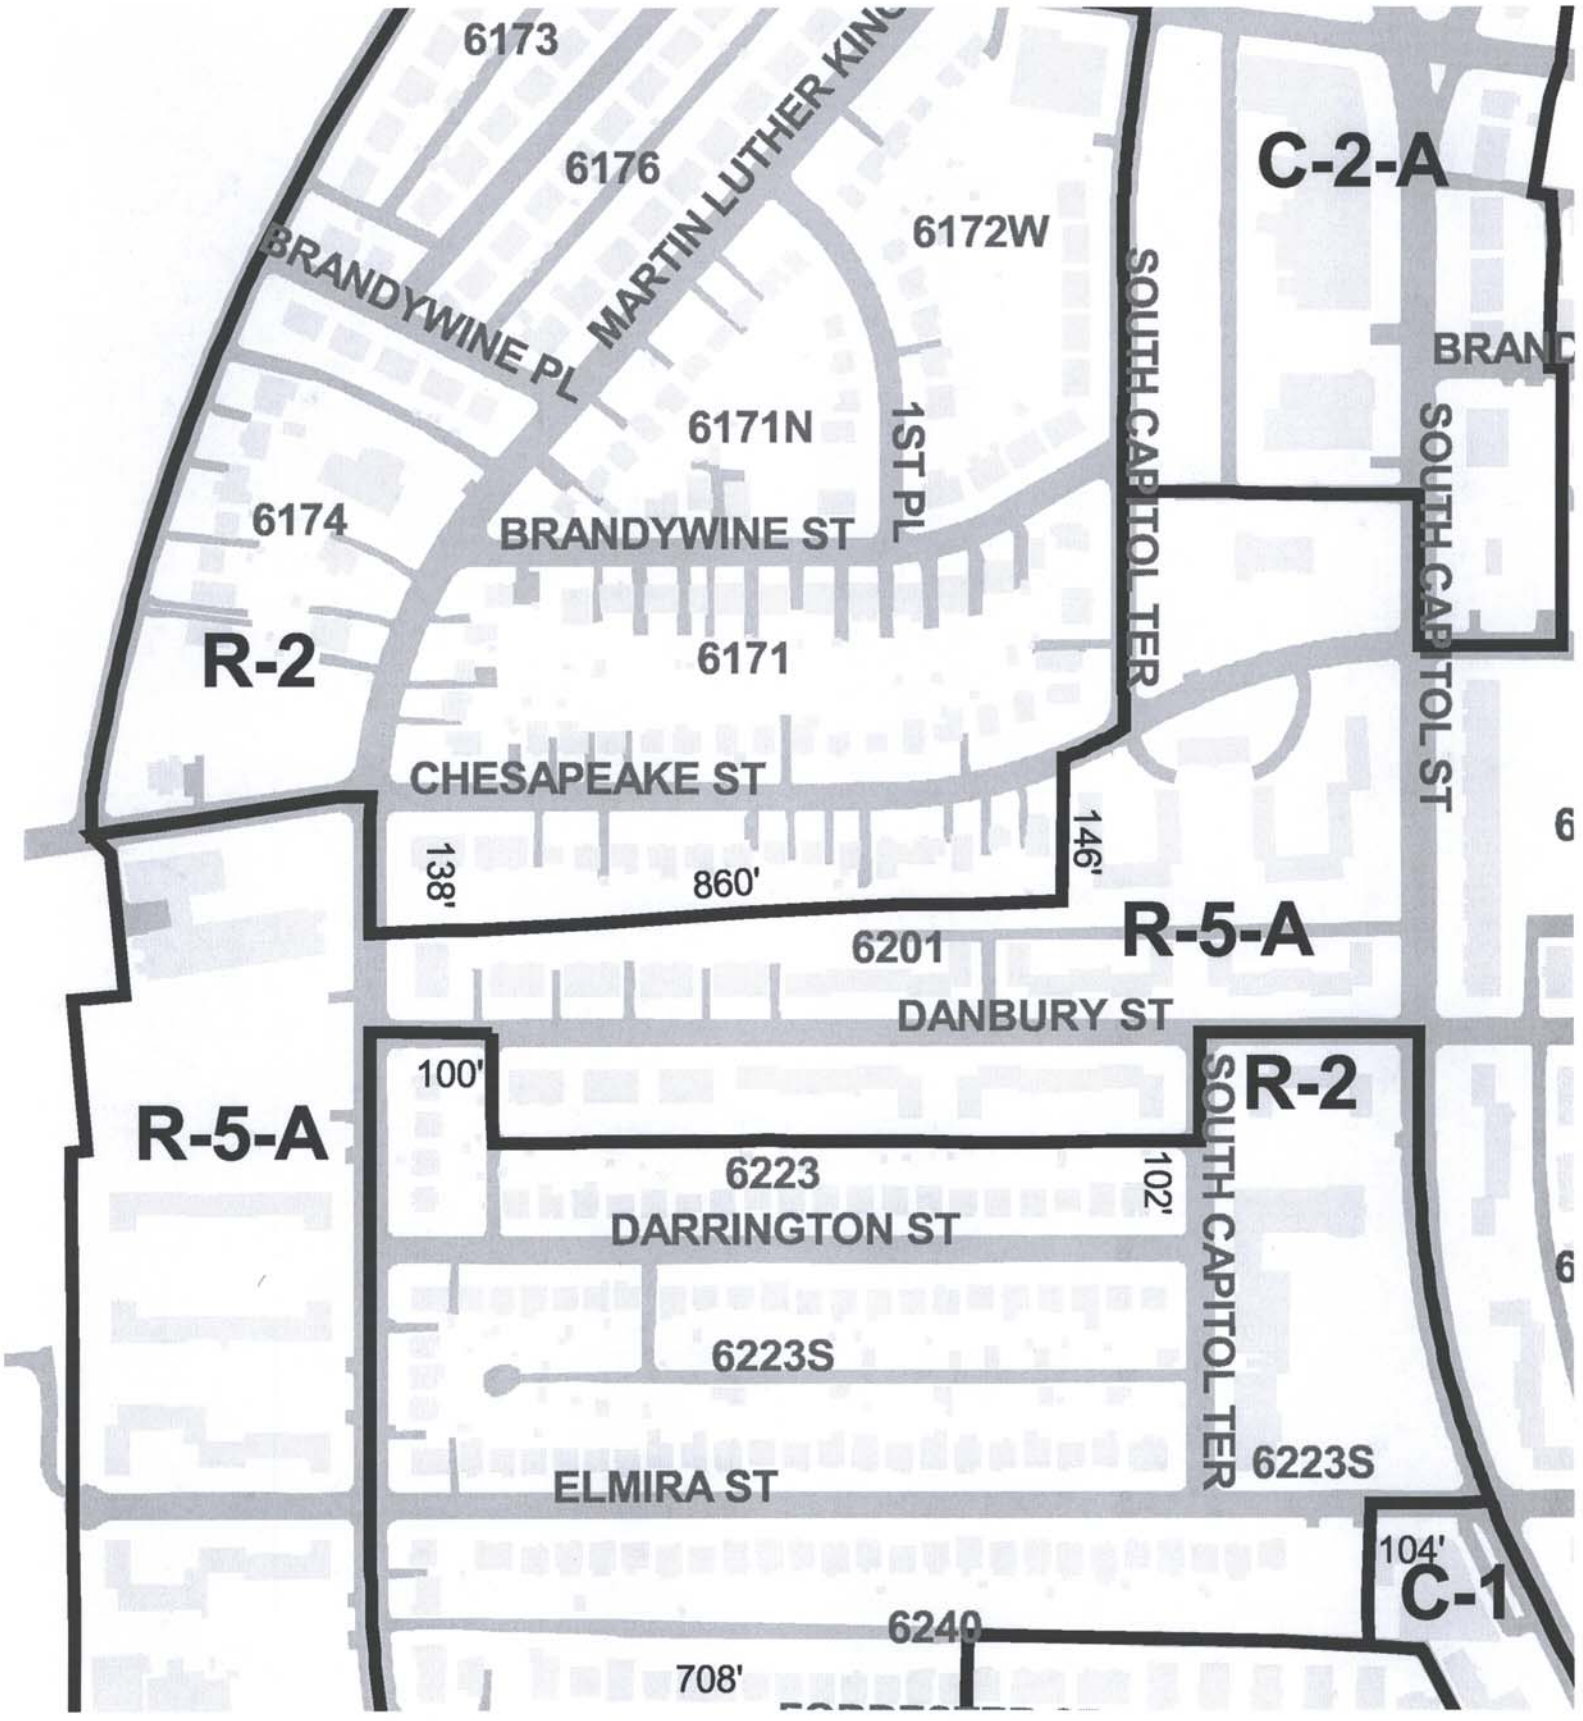 6173
MARTIN LUTHER KING
6176
C-2-A
6172W
BRANDYWINE PL
SOUTH CAPITOL TER
BRAND
6171N
1ST PL
SOUTH CAPITOL ST
6174
BRANDYWINE ST
R-2
6171
CHESAPEAKE ST
138'
860'
146'
6
6201
R-5-A
DANBURY ST
100'
R-2
R-5-A
6223
102'
SOUTH CAPITOL TER
DARRINGTON ST
6
6223S
6223S
ELMIRA ST
104'
C-1
6240
708'